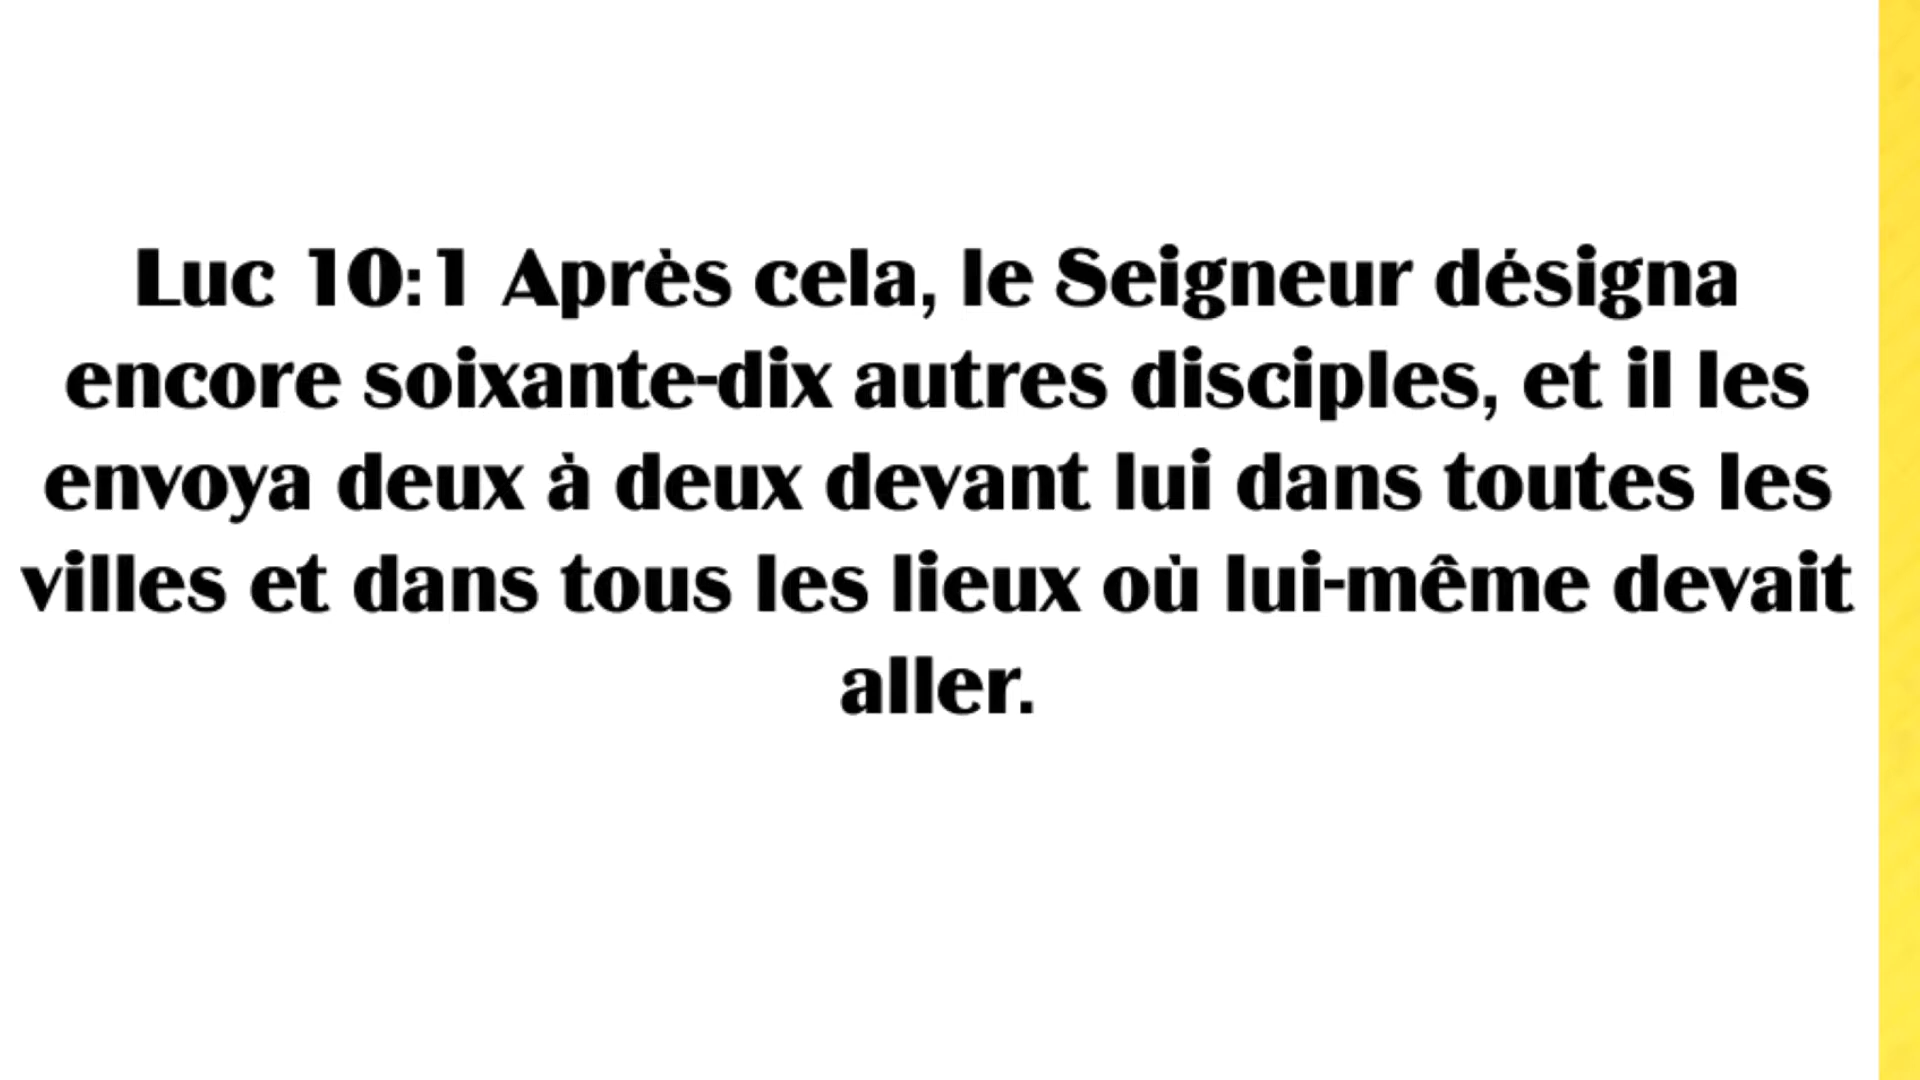 Luc 10:1 Après cela, le Seigneur désigna
encore soixante-dix autres disciples, et il les
envoya deux à deux devant lui dans toutes les
villes et dans tous les lieux où lui-même devait
aller.